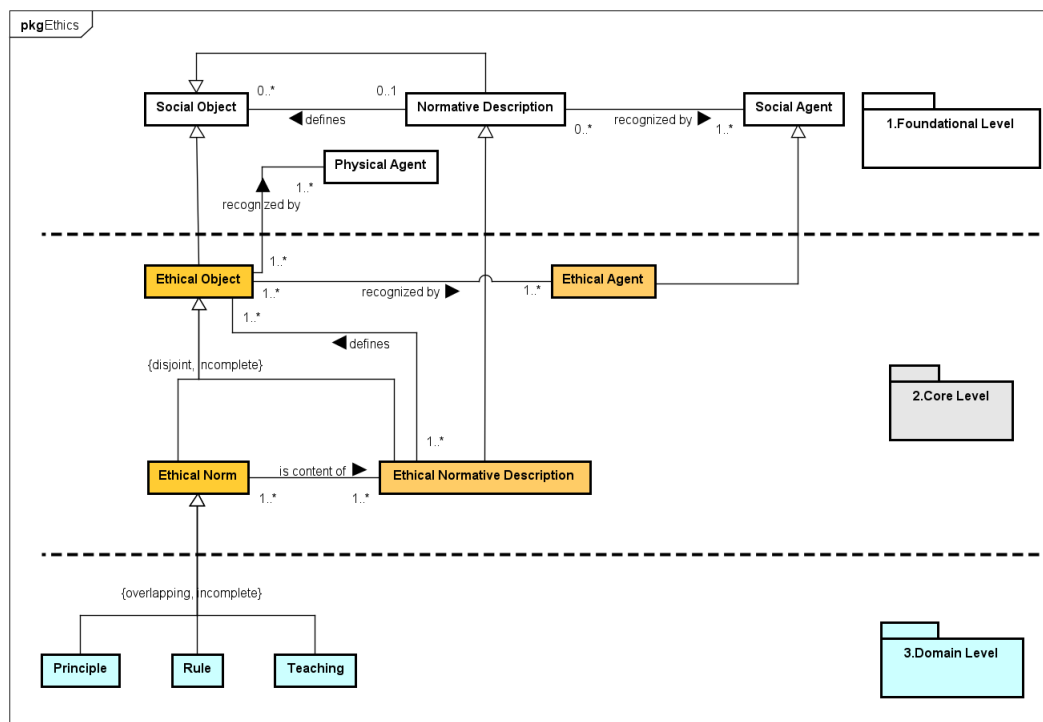 pkgEthics
Social Object
0..*
0..1
Normative Description
Social Agent
defines
0..*
recognized by
1..*
1.Foundational Level
Physical Agent
1..*
recognized by
1..*
Ethical Object
Ethical Agent
1..*
recognized by
1..*
1..*
defines
{disjoint, incomplete}
2.Core Level
1..*
Ethical Norm
is content of
Ethical Normative Description
1..*
1..*
{overlapping, incomplete}
3.Domain Level
Principle
Rule
Teaching